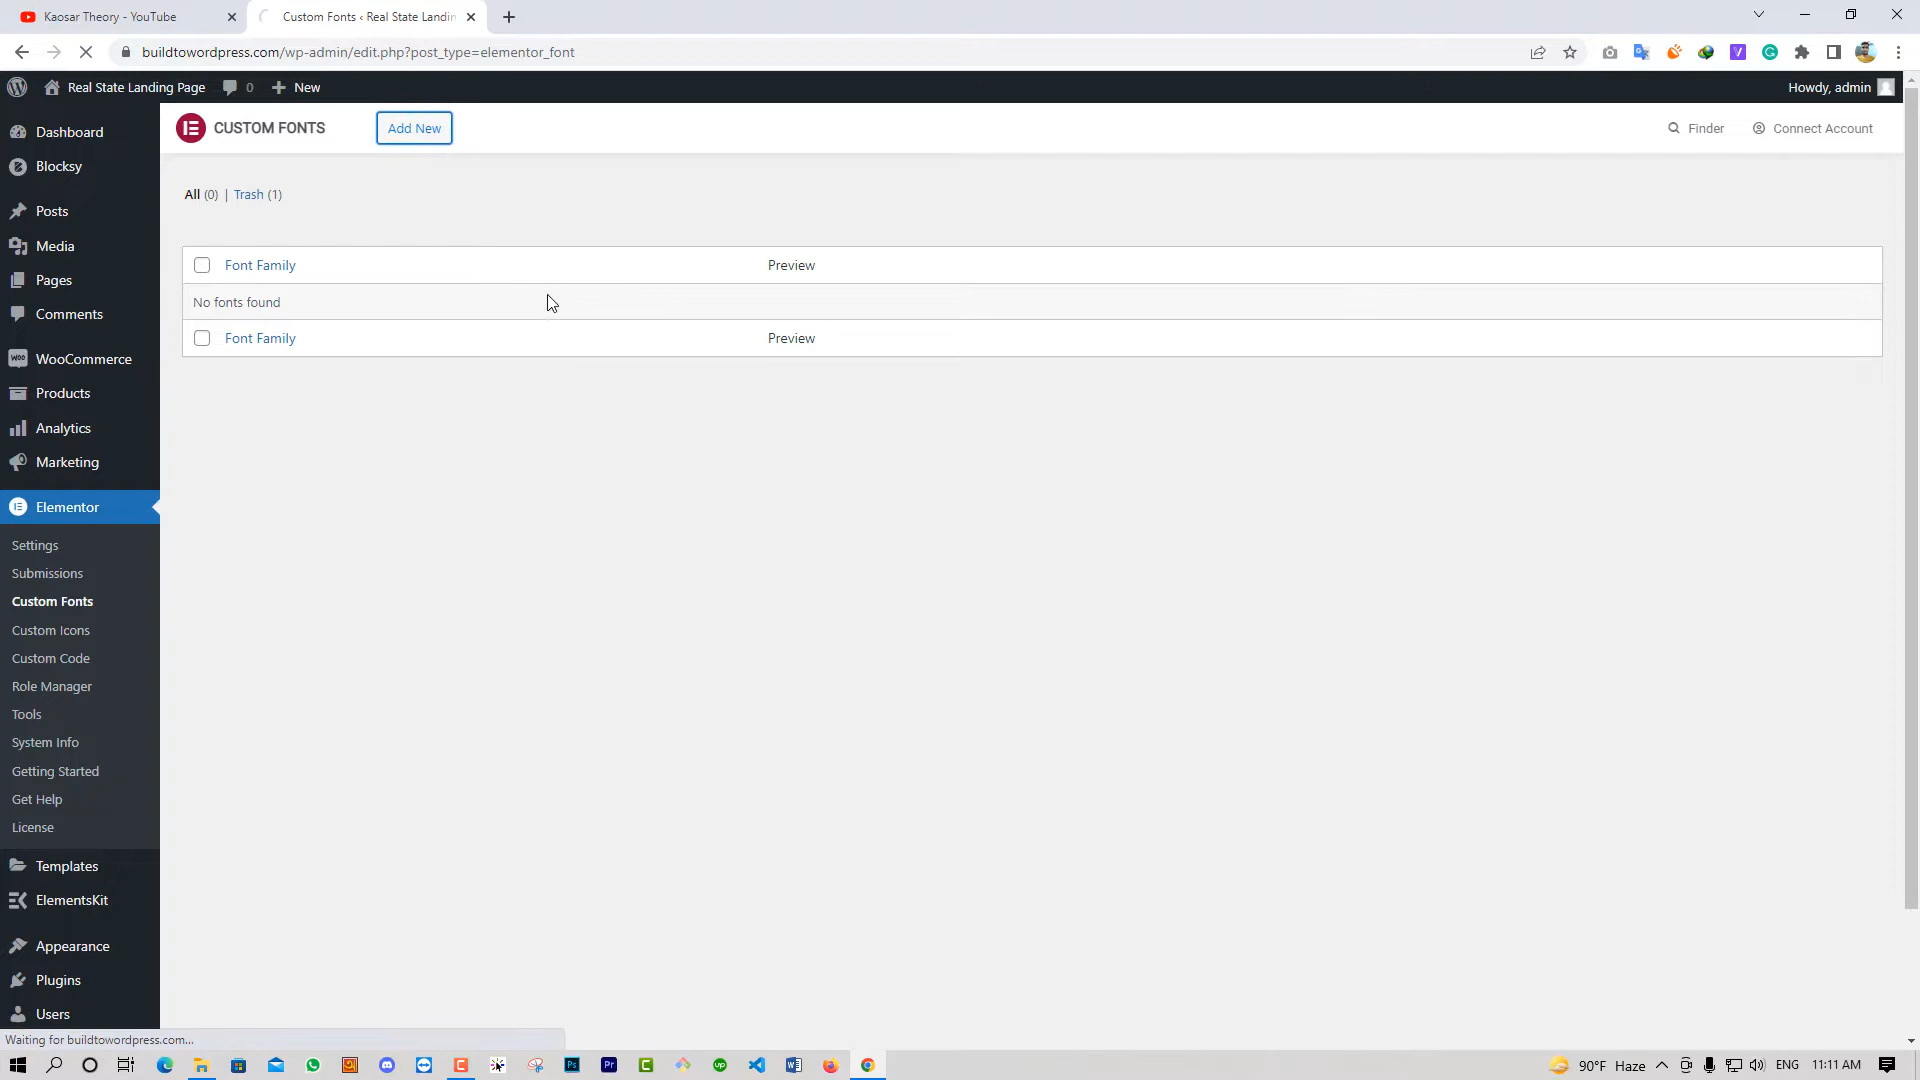 Kaosar Theory - YouTube
Custom Fonts ‹ Real State Landin
buildtowordpress.com/wp-admin/edit.php?post_type=elementor_font
Real State Landing Page
0
New
Howdy, admin
Dashboard
Blocksy
Posts
Media
Pages
Comments
WooCommerce
Products
Analytics
Marketing
Elementor
Settings
Submissions
Custom Fonts
Custom Icons
Custom Code
Role Manager
Tools
System Info
Getting Started
Get Help
License
Templates
ElementsKit
Appearance
Plugins
Users
CUSTOM FONTS
Add New
Finder
Connect Account
All (0) | Trash (1)
Font Family Preview
No fonts found
Font Family Preview
Waiting for buildtowordpress.com...
90°F Haze
ENG
11:11 AM